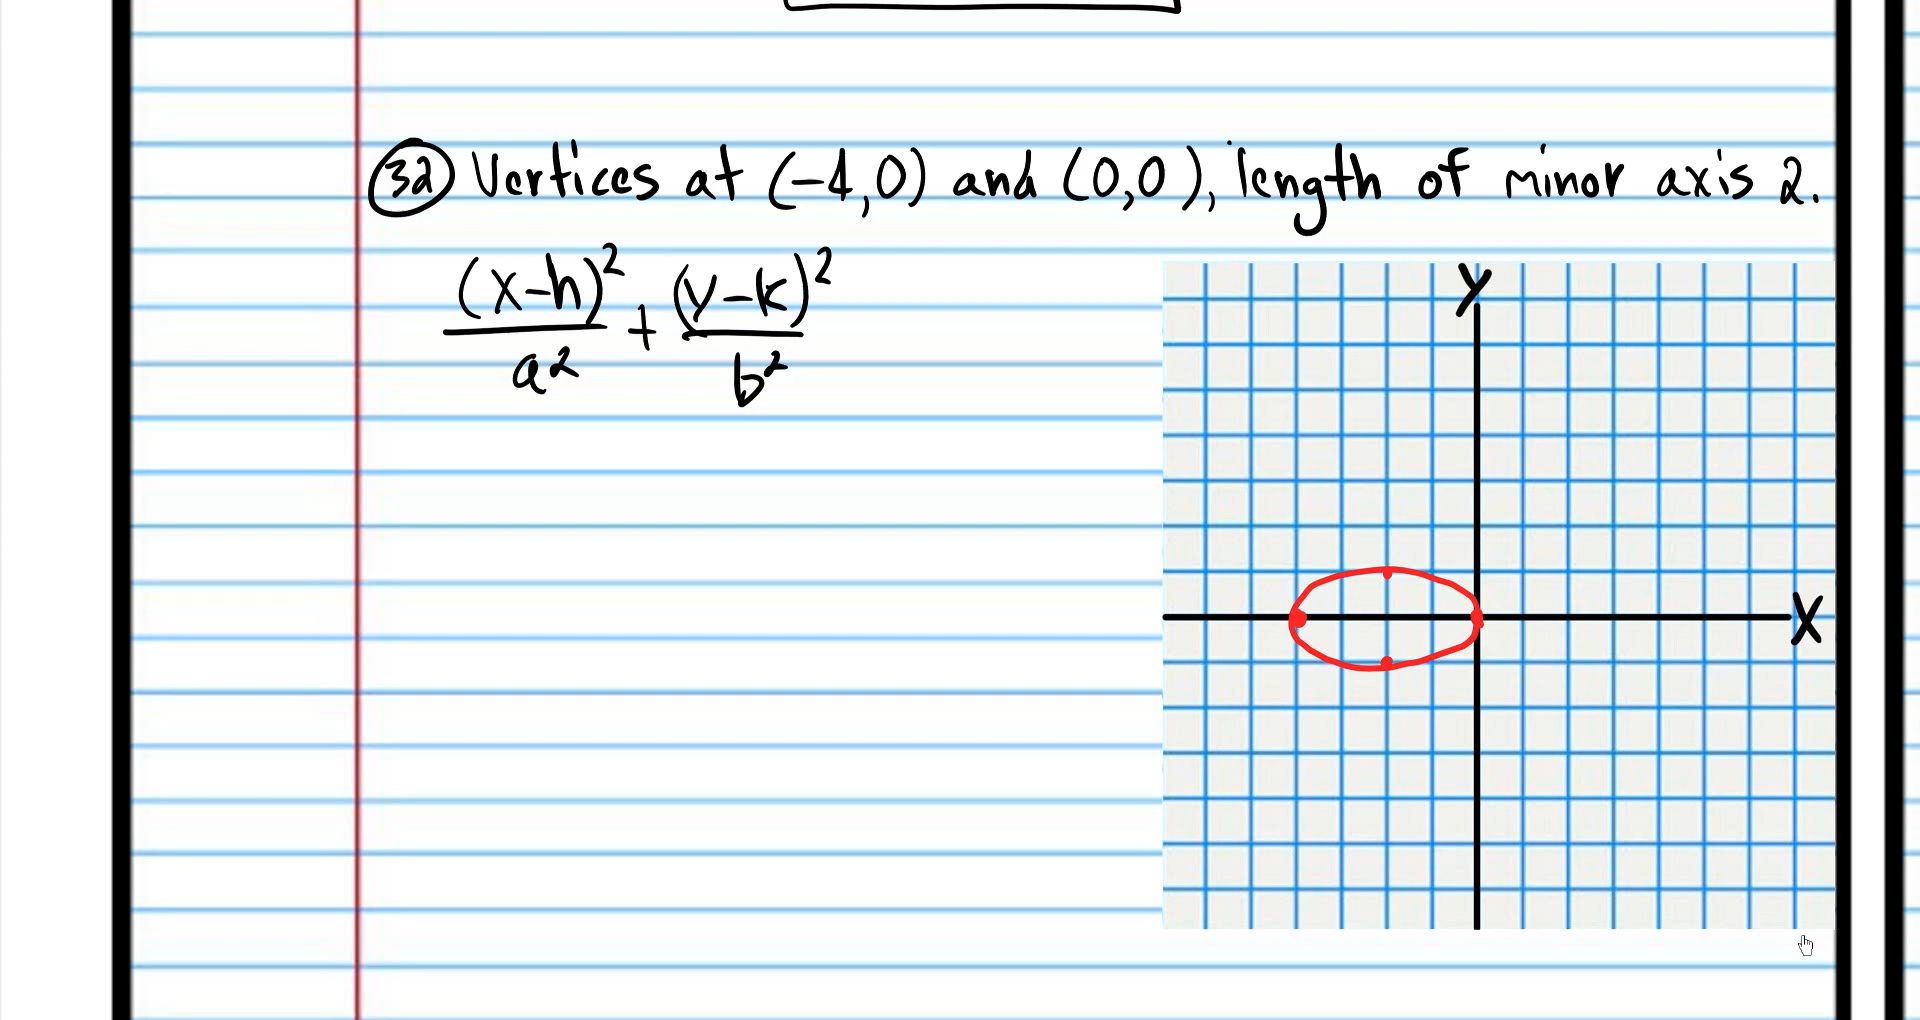 32 Vertices at (-4,0) and (0,0), length of minor axis 2.
(x-h)²/a² + (y-k)²/b²
y
x